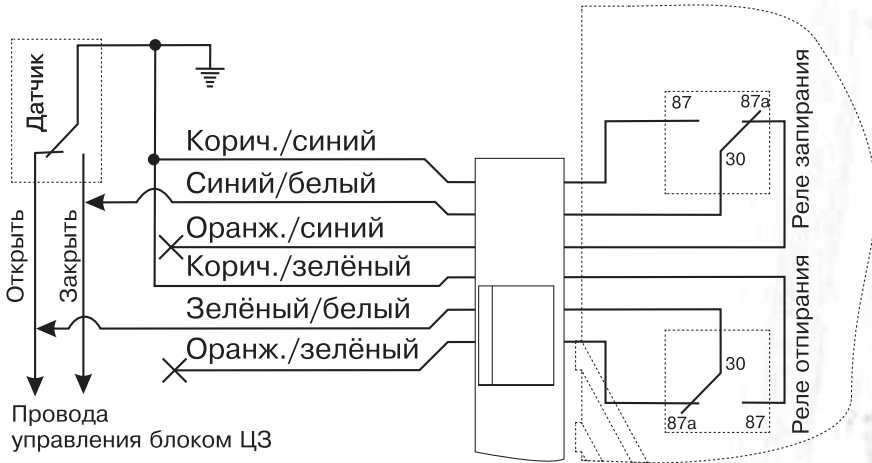 Датчик
Корич./синий
Синий/белый
Оранж./синий
Корич./зелёный
Зелёный/белый
Оранж./зелёный
Открыть
Закрыть
Провода
управления блоком ЦЗ
87
87а
30
Реле запирания
30
87а
87
Реле отпирания